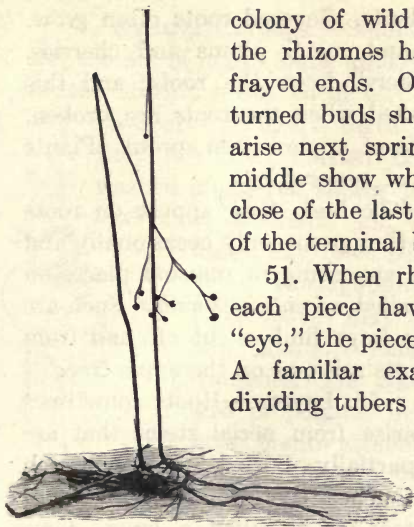 colony of wild
the rhizomes h
frayed ends. O
turned buds sh
arise next sprin
middle show wh
close of the last
of the terminal
51. When rh
each piece hav
"eye," the piece
A familiar exa
dividing tubers